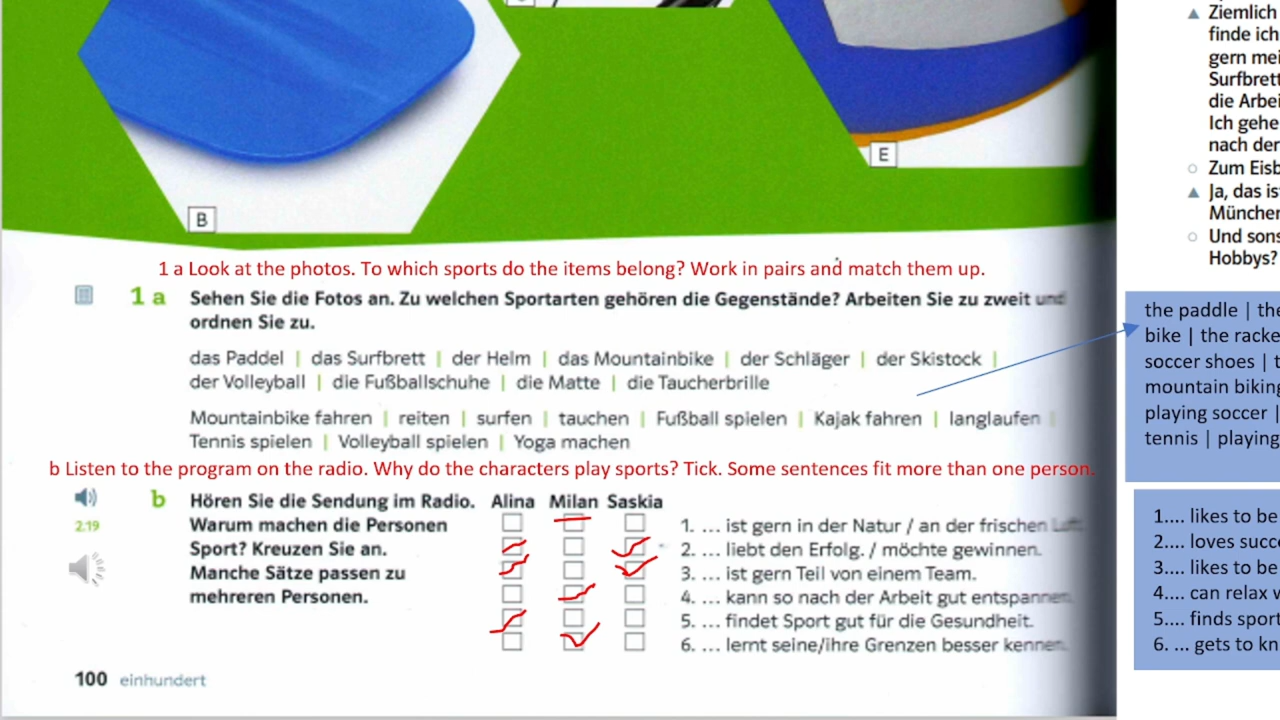 E
B
1 a Look at the photos. To which sports do the items belong? Work in pairs and match them up.
1 a Sehen Sie die Fotos an. Zu welchen Sportarten gehören die Gegenstände? Arbeiten Sie zu zweit und
ordnen Sie zu.
das Paddel | das Surfbrett | der Helm | das Mountainbike | der Schläger | der Skistock |
der Volleyball | die Fußballschuhe | die Matte | die Taucherbrille
Mountainbike fahren | reiten | surfen | tauchen | Fußball spielen | Kajak fahren | langlaufen
Tennis spielen | Volleyball spielen | Yoga machen
b Listen to the program on the radio. Why do the characters play sports? Tick. Some sentences fit more than one person.
b Hören Sie die Sendung im Radio. Alina Milan Saskia
2.19
Warum machen die Personen
Sport? Kreuzen Sie an.
Manche Sätze passen zu
mehreren Personen.
1. ... ist gern in der Natur / an der frischen Luft.
2. ... liebt den Erfolg. / möchte gewinnen.
3. ... ist gern Teil von einem Team.
4. ... kann so nach der Arbeit gut entspannen.
5. ... findet Sport gut für die Gesundheit.
6. ... lernt seine/ihre Grenzen besser kennen.
100 einhundert
▲ Ziemlich
finde ich
gern mei
Surfbrett
die Arbei
Ich gehe
nach der
○ Zum Eisb
▲ Ja, das is
München
○ Und sons
Hobbys?
the paddle | the
bike | the racke
soccer shoes | t
mountain biking
playing soccer |
tennis | playing
1.... likes to be
2.... loves succe
3.... likes to be
4.... can relax w
5.... finds sport
6. ... gets to kn